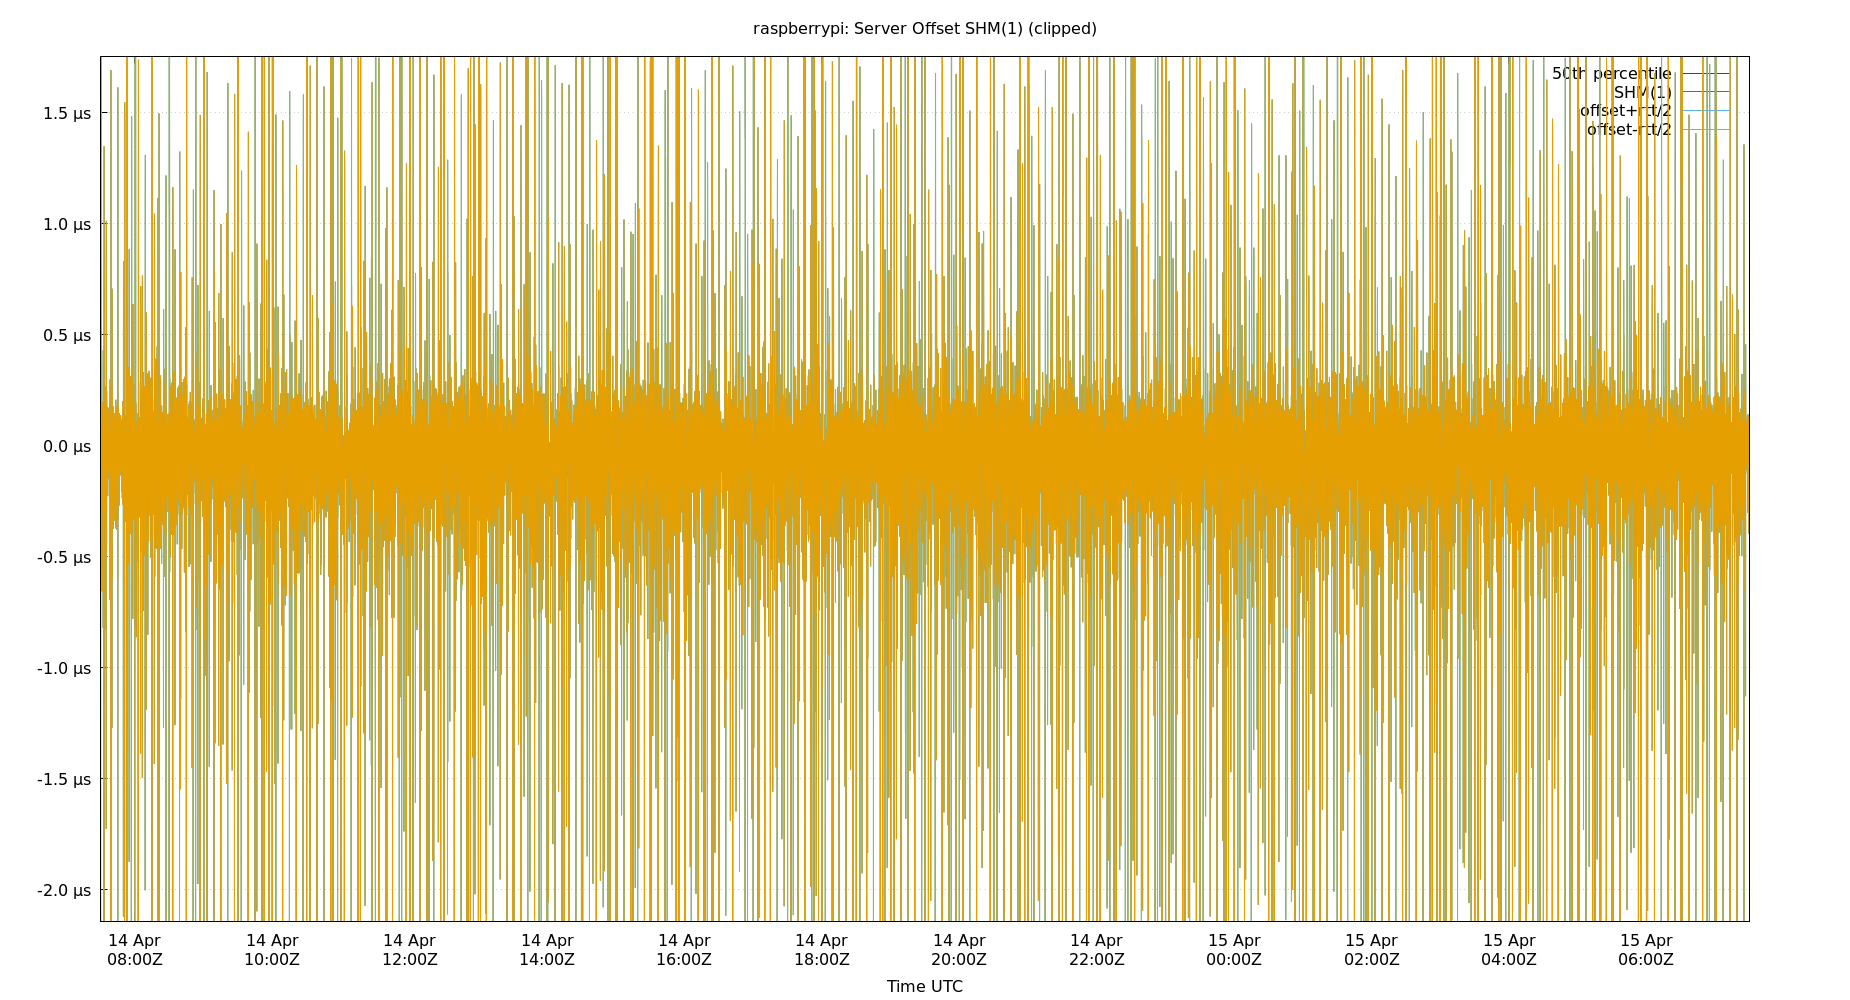 raspberrypi: Server Offset SHM(1) (clipped)
50th percentile
SHM(1)
offset+rtt/2
offset-rtt/2
1.5 µs
1.0 µs
0.5 µs
0.0 µs
-0.5 µs
-1.0 µs
-1.5 µs
-2.0 µs
14 Apr 14 Apr 14 Apr 14 Apr 14 Apr 14 Apr 14 Apr 14 Apr 15 Apr 15 Apr 15 Apr 15 Apr
08:00Z 10:00Z 12:00Z 14:00Z 16:00Z 18:00Z 20:00Z 22:00Z 00:00Z 02:00Z 04:00Z 06:00Z
Time UTC